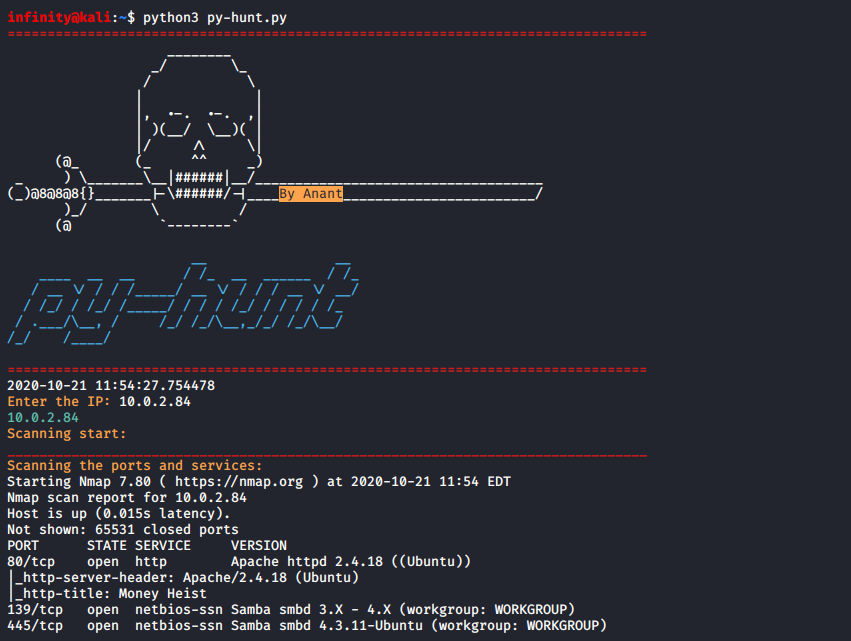 infinity@kali:~$ python3 py-hunt.py
By Anant
py-hunt
2020-10-21 11:54:27.754478
Enter the IP: 10.0.2.84
10.0.2.84
Scanning start:
Scanning the ports and services:
Starting Nmap 7.80 ( https://nmap.org ) at 2020-10-21 11:54 EDT
Nmap scan report for 10.0.2.84
Host is up (0.015s latency).
Not shown: 65531 closed ports
PORT    STATE SERVICE     VERSION
80/tcp  open  http        Apache httpd 2.4.18 ((Ubuntu))
|_http-server-header: Apache/2.4.18 (Ubuntu)
|_http-title: Money Heist
139/tcp open  netbios-ssn Samba smbd 3.X - 4.X (workgroup: WORKGROUP)
445/tcp open  netbios-ssn Samba smbd 4.3.11-Ubuntu (workgroup: WORKGROUP)